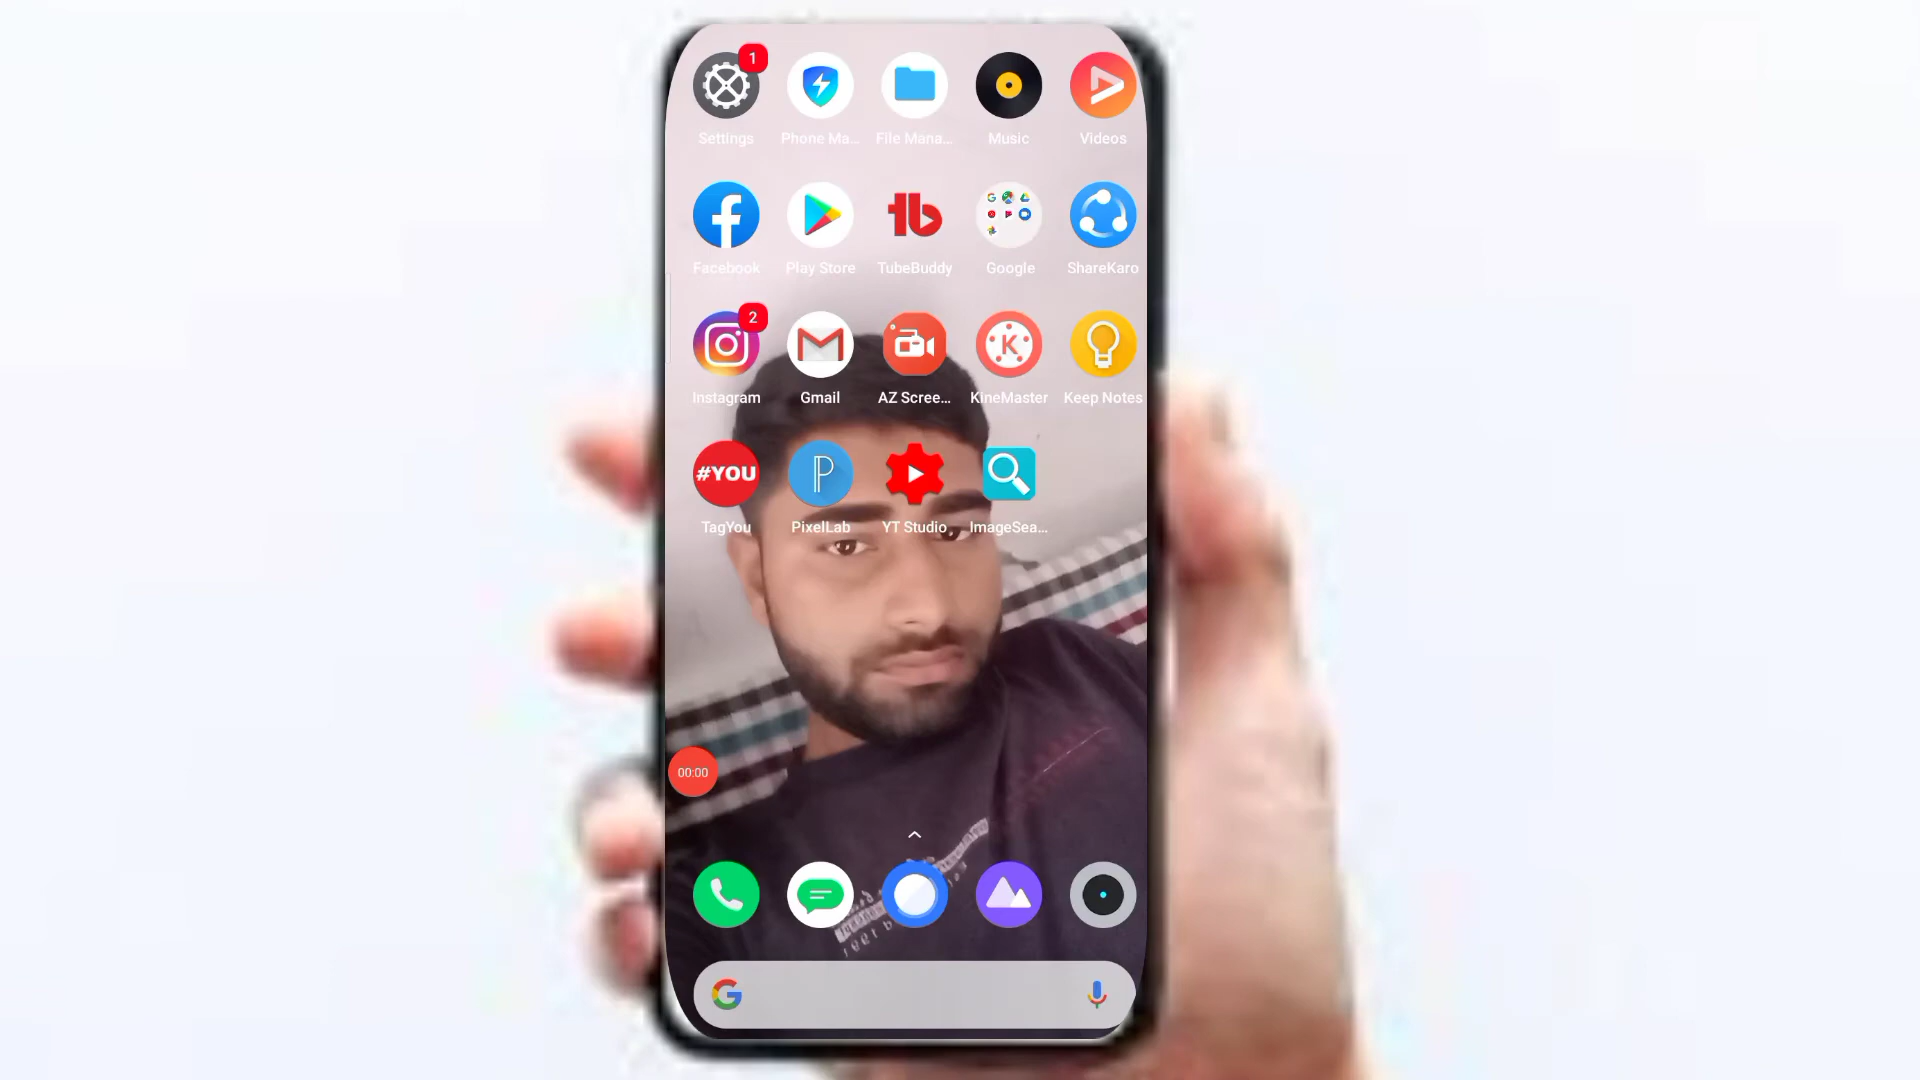 1
Settings Phone Ma... File Mana... Music Videos
1b
Facebook Play Store TubeBuddy Google ShareKaro
2
K
Instagram Gmail AZ Scree... KineMaster Keep Notes
#YOU
TagYou PixelLab YT Studio ImageSea...
00:00